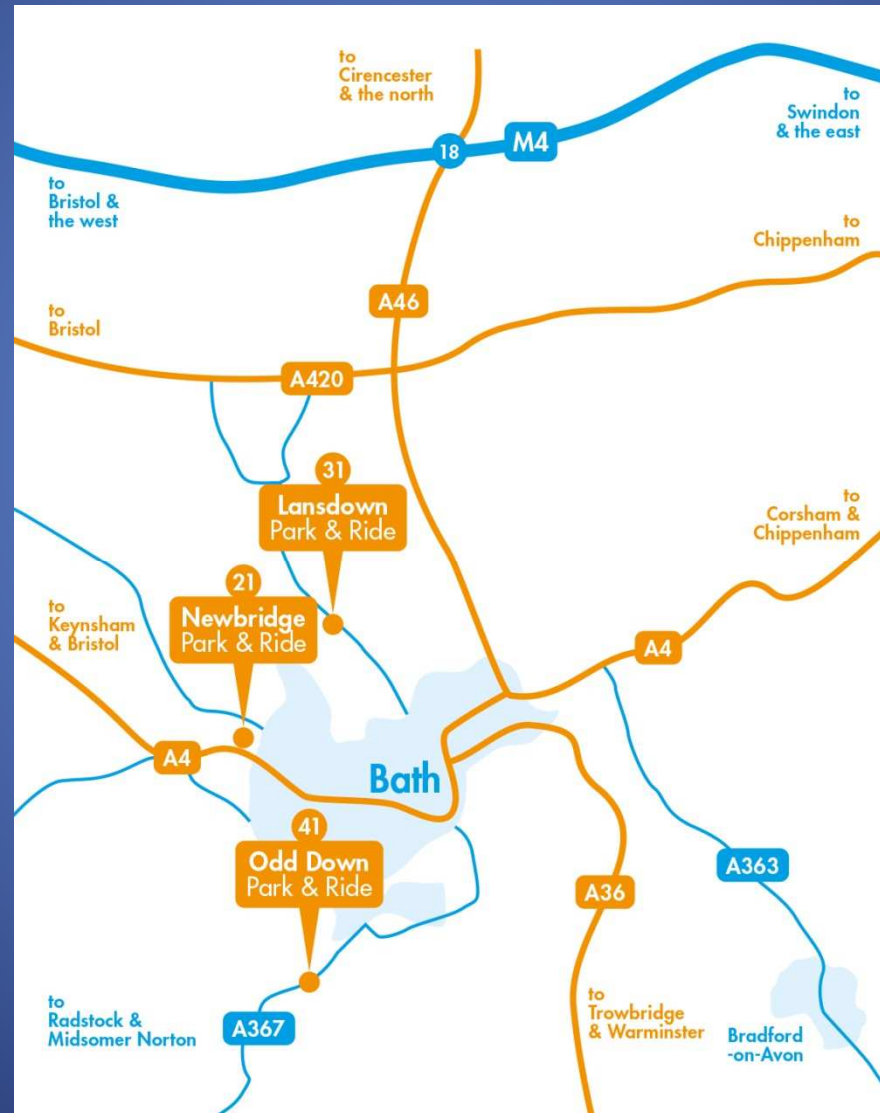 to
Cirencester
& the north
to
Swindon
& the east
18
M4
to
Bristol &
the west
to
Chippenham
A46
to
Bristol
A420
31
Lansdown
Park & Ride
to
Corsham &
Chippenham
21
Newbridge
Park & Ride
to
Keynsham
& Bristol
A4
A4
Bath
41
Odd Down
Park & Ride
A363
A36
to
Radstock &
Midsomer Norton
A367
to
Trowbridge
& Warminster
Bradford
-on-Avon